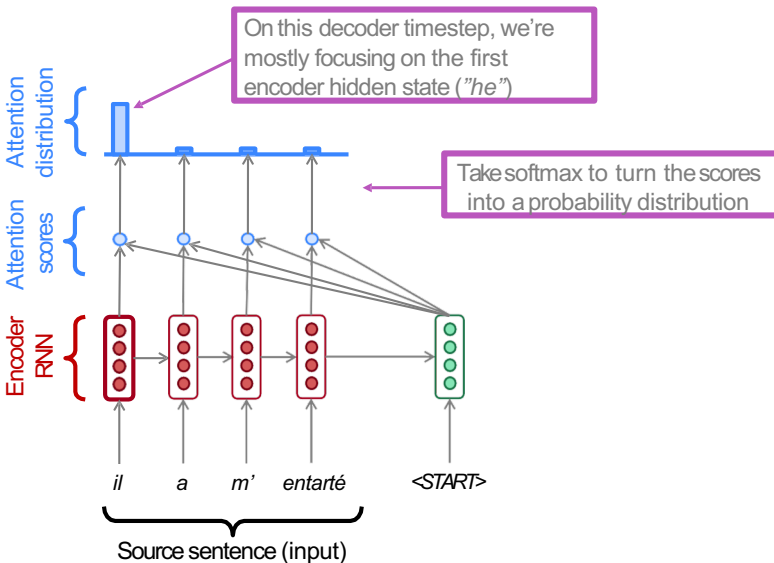 On this decoder timestep, we're
mostly focusing on the first
encoder hidden state ("he")
Attention
distribution
Take softmax to turn the scores
into a probability distribution
Attention
scores
Encoder
RNN
il a m' entarté <START>
Source sentence (input)